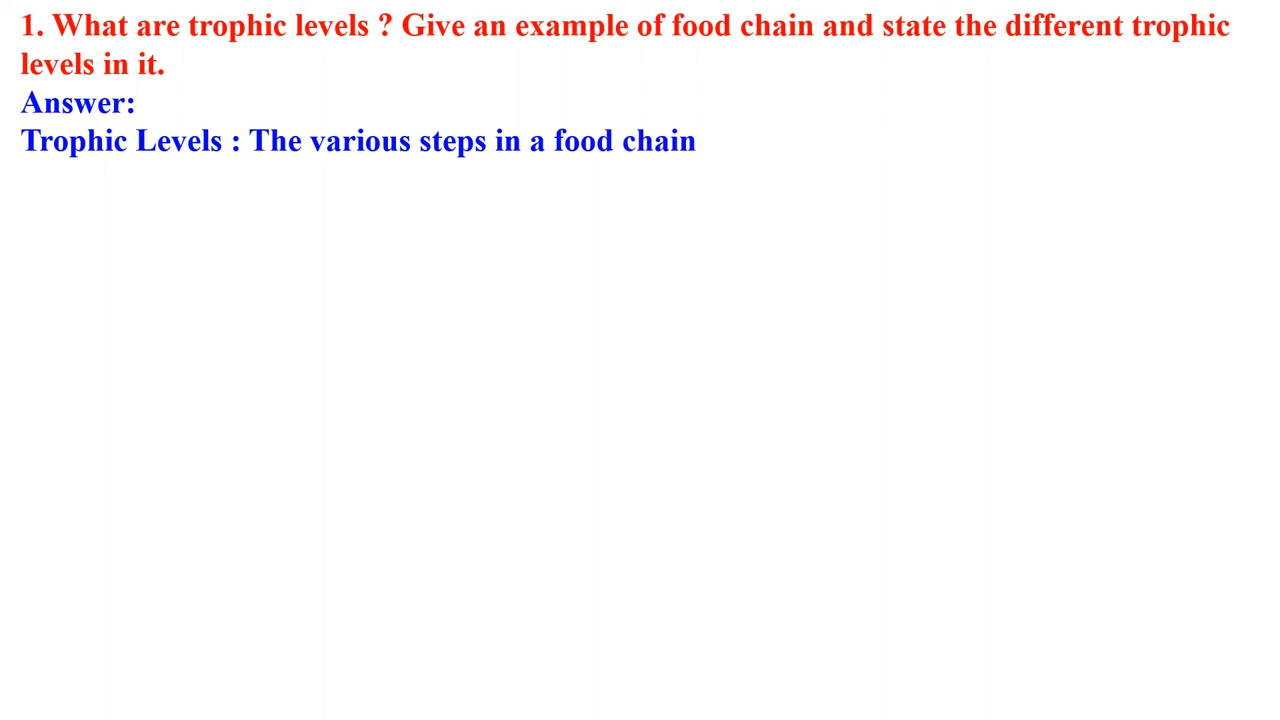 1. What are trophic levels ? Give an example of food chain and state the different trophic
levels in it.
Answer:
Trophic Levels : The various steps in a food chain